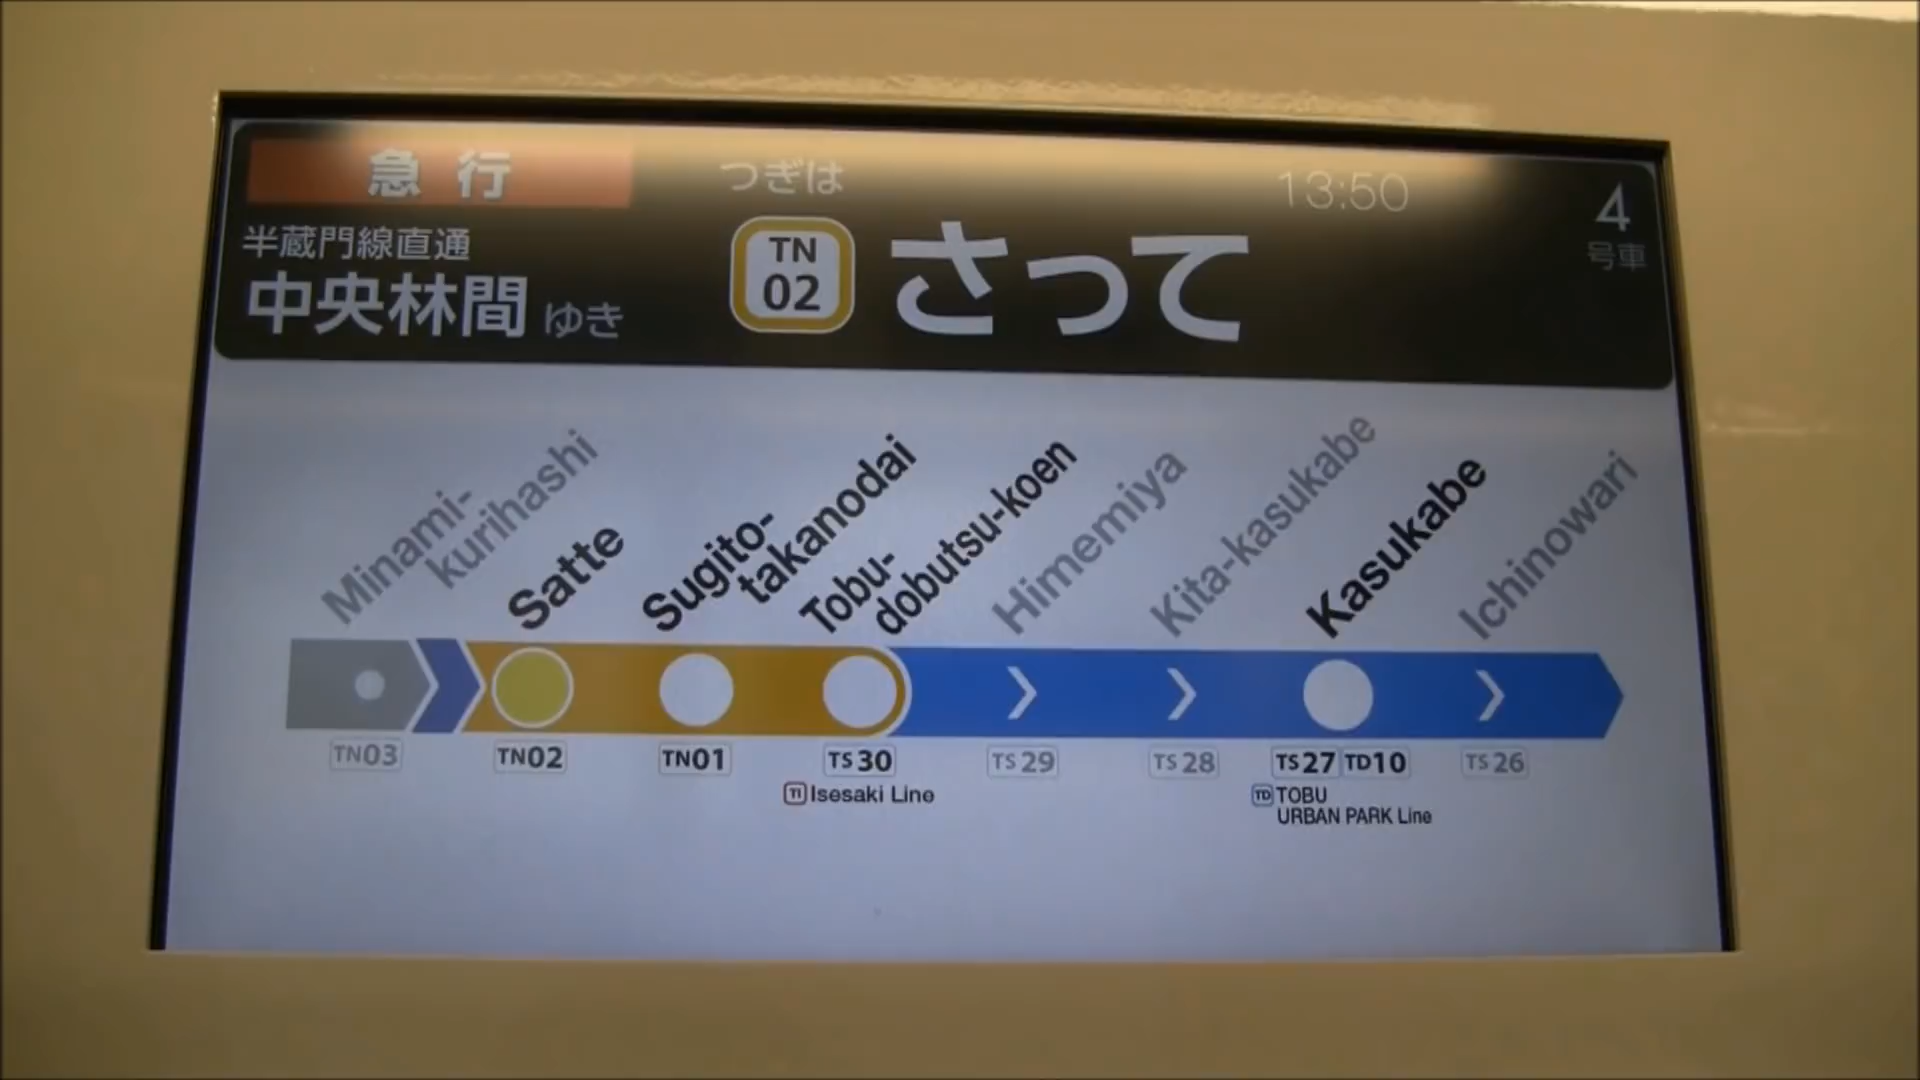 急行
つぎは
13:50
4
号車
半蔵門線直通
中央林間 ゆき
TN
02
さって
Minami-
kurihashi
Satte
Sugito-
takanodai
Tobu-
dobutsu-koen
Himemiya
Kita-kasukabe
Kasukabe
Ichinowari
TN03
TN02
TN01
TS30
TS29
TS28
TS27 TD10
TS26
TI Isesaki Line
TD TOBU
URBAN PARK Line